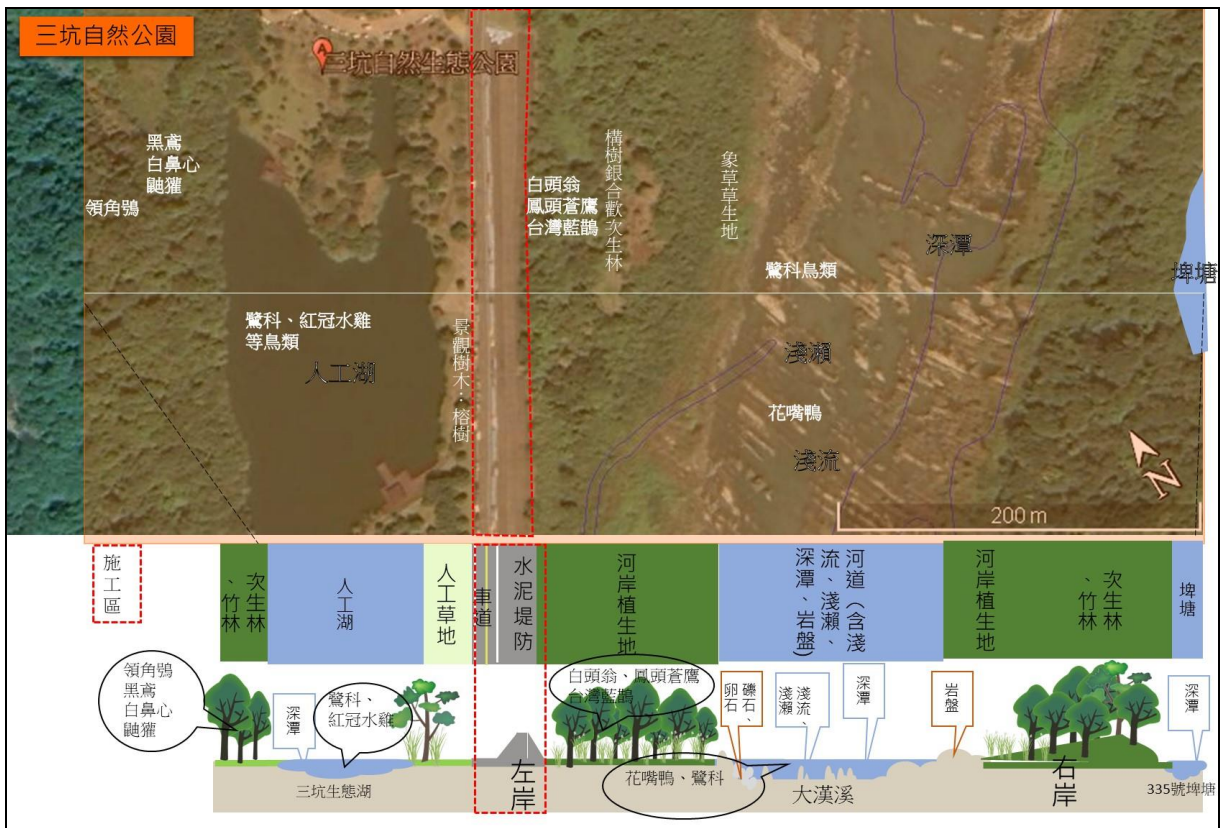 三坑自然公園
三坑自然生態公園
A
黑鳶
白鼻心
鼬獾
領角鴞
白頭翁
鳳頭蒼鷹
台灣藍鵲
構樹銀合歡次生林
象草草生地
深潭
埤塘
鷺科鳥類
鷺科、紅冠水雞
等鳥類
人工湖
景觀樹木：榕樹
淺瀨
花嘴鴨
淺流
N
200 m
施工區
次生林
、竹林
人工湖
人工草地
車道
水泥堤防
河岸植生地
河道（含淺
流、淺瀨、
深潭、岩盤)
河岸植生地
次生林
、竹林
埤塘
領角鴞
黑鳶
白鼻心
鼬獾
深潭
鷺科、
紅冠水雞
白頭翁、鳳頭蒼鷹
台灣藍鵲
礫石、
卵石
淺流、
淺瀨
深潭
岩盤
深潭
三坑生態湖
左岸
花嘴鴨、鷺科
大漢溪
右岸
335號埤塘